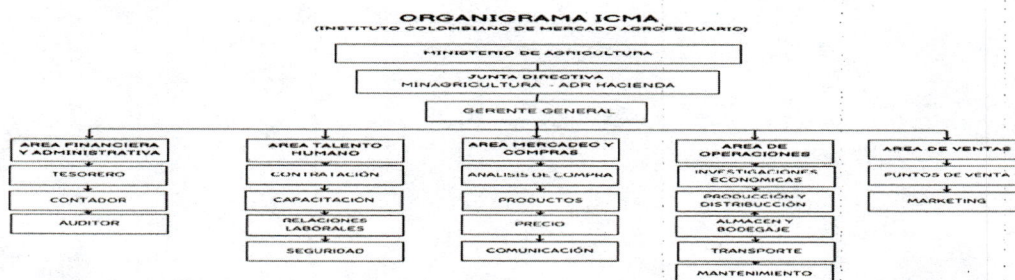 ORGANIGRAMA ICMA
(INSTITUTO COLOMBIANO DE MERCADO AGROPECUARIO)
MINISTERIO DE AGRICULTURA
JUNTA DIRECTIVA
MINAGRICULTURA - ADR HACIENDA
GERENTE GENERAL
AREA FINANCIERA
Y ADMINISTRATIVA
TESORERO
CONTADOR
AUDITOR
AREA TALENTO
HUMANO
CONTRATACIÓN
CAPACITACIÓN
RELACIONES
LABORALES
SEGURIDAD
AREA MERCADEO Y
COMPRAS
ANALISIS DE COMPRA
PRODUCTOS
PRECIO
COMUNICACIÓN
AREA DE
OPERACIONES
INVESTIGACIONES
ECONOMICAS
PRODUCCIÓN Y
DISTRIBUCCIÓN
ALMACEN Y
BODEGAJE
TRANSPORTE
MANTENIMIENTO
AREA DE VENTAS
PUNTOS DE VENTA
MARKETING